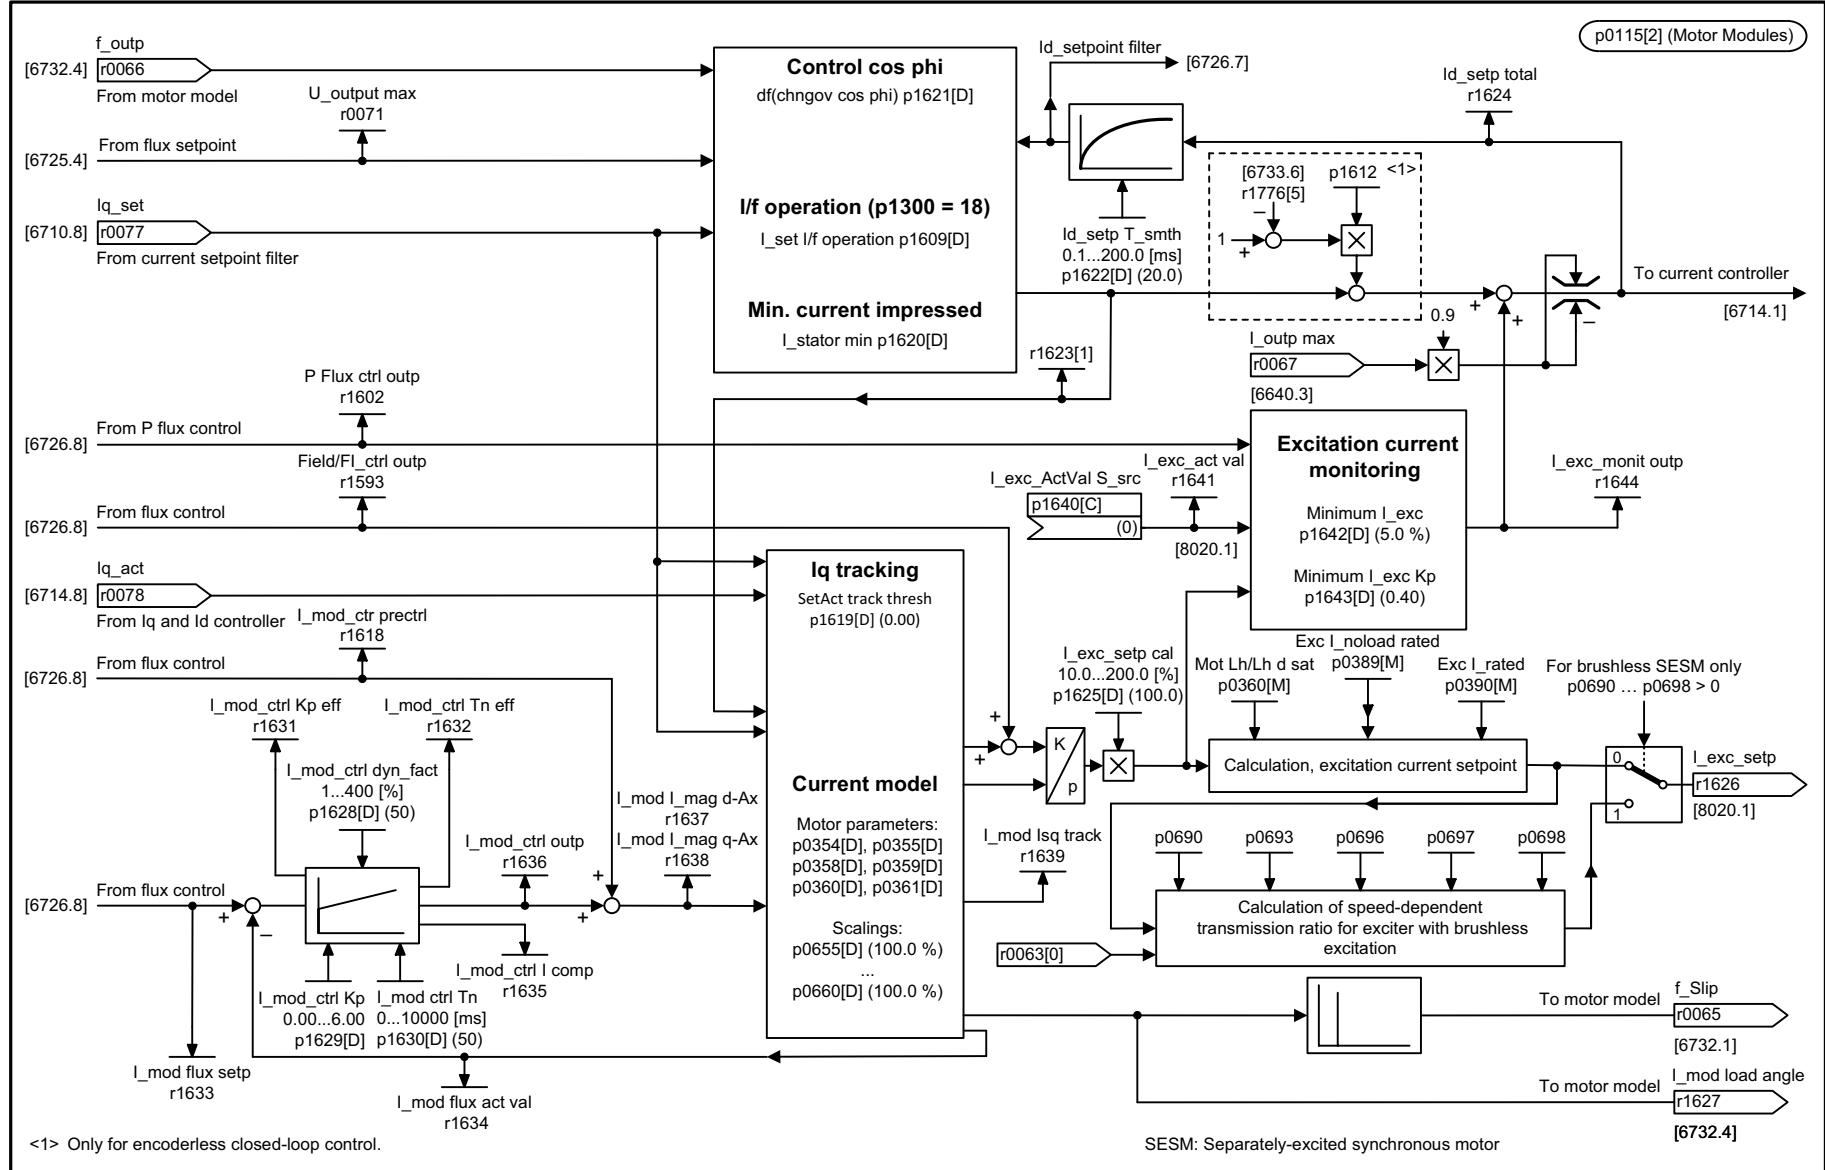 p0115[2] (Motor Modules)
f_outp
[6732.4]
r0066
From motor model
U_output max
r0071
[6725.4]
From flux setpoint
Iq_set
[6710.8]
r0077
From current setpoint filter
Control cos phi
df(chngov cos phi) p1621[D]
I/f operation (p1300 = 18)
I_set I/f operation p1609[D]
Min. current impressed
I_stator min p1620[D]
Id_setpoint filter
[6726.7]
Id_setp T_smth
0.1...200.0 [ms]
p1622[D] (20.0)
Id_setp total
r1624
[6733.6]
r1776[5]
p1612
<1>
–
1
+
+
+
–
To current controller
[6714.1]
0.9
I_outp max
r0067
[6640.3]
r1623[1]
P Flux ctrl outp
r1602
[6726.8]
From P flux control
Field/FI_ctrl outp
r1593
[6726.8]
From flux control
I_exc_ActVal S_src
p1640[C]
(0)
I_exc_act val
r1641
[8020.1]
Excitation current
monitoring
Minimum I_exc
p1642[D] (5.0 %)
Minimum I_exc Kp
p1643[D] (0.40)
I_exc_monit outp
r1644
Iq_act
[6714.8]
r0078
From Iq and Id controller
I_mod_ctr prectrl
r1618
[6726.8]
From flux control
Iq tracking
SetAct track thresh
p1619[D] (0.00)
Current model
Motor parameters:
p0354[D], p0355[D]
p0358[D], p0359[D]
p0360[D], p0361[D]
Scalings:
p0655[D] (100.0 %)
...
p0660[D] (100.0 %)
+
+
K
p
I_exc_setp cal
10.0...200.0 [%]
p1625[D] (100.0)
Mot Lh/Lh d sat
p0360[M]
Exc I_noload rated
p0389[M]
Exc I_rated
p0390[M]
Calculation, excitation current setpoint
For brushless SESM only
p0690 … p0698 > 0
0
1
I_exc_setp
r1626
[8020.1]
p0690
p0693
p0696
p0697
p0698
Calculation of speed-dependent
transmission ratio for exciter with brushless
excitation
r0063[0]
I_mod_ctrl Kp eff
r1631
I_mod_ctrl Tn eff
r1632
I_mod_ctrl dyn_fact
1...400 [%]
p1628[D] (50)
I_mod_ctrl outp
r1636
I_mod I_mag d-Ax
r1637
I_mod I_mag q-Ax
r1638
I_mod Isq track
r1639
[6726.8]
From flux control
+
–
+
+
I_mod_ctrl Kp
0.00...6.00
p1629[D]
I_mod ctrl Tn
0...10000 [ms]
p1630[D] (50)
I_mod_ctrl I comp
r1635
I_mod flux setp
r1633
I_mod flux act val
r1634
To motor model
f_Slip
r0065
[6732.1]
To motor model
I_mod load angle
r1627
[6732.4]
<1> Only for encoderless closed-loop control.
SESM: Separately-excited synchronous motor